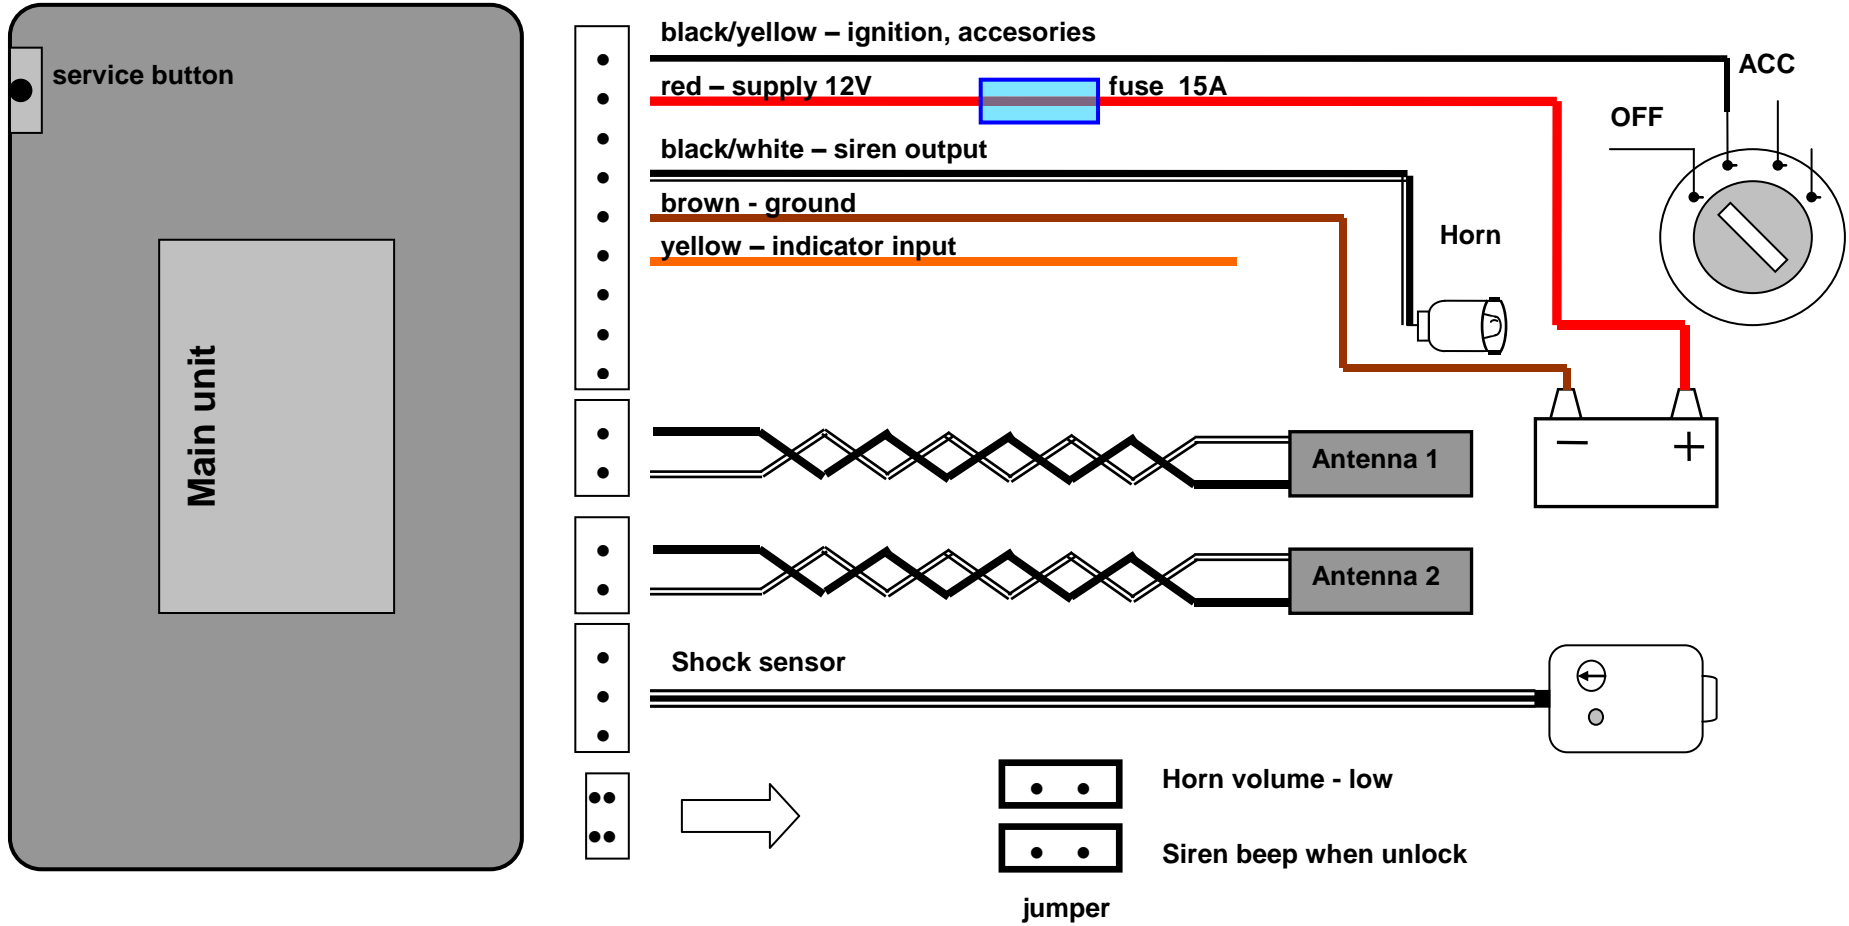 black/yellow – ignition, accesories
ACC
service button
red – supply 12V
fuse 15A
OFF
black/white – siren output
brown - ground
Horn
yellow – indicator input
Main unit
Antenna 1
Antenna 2
Shock sensor
Horn volume - low
Siren beep when unlock
jumper